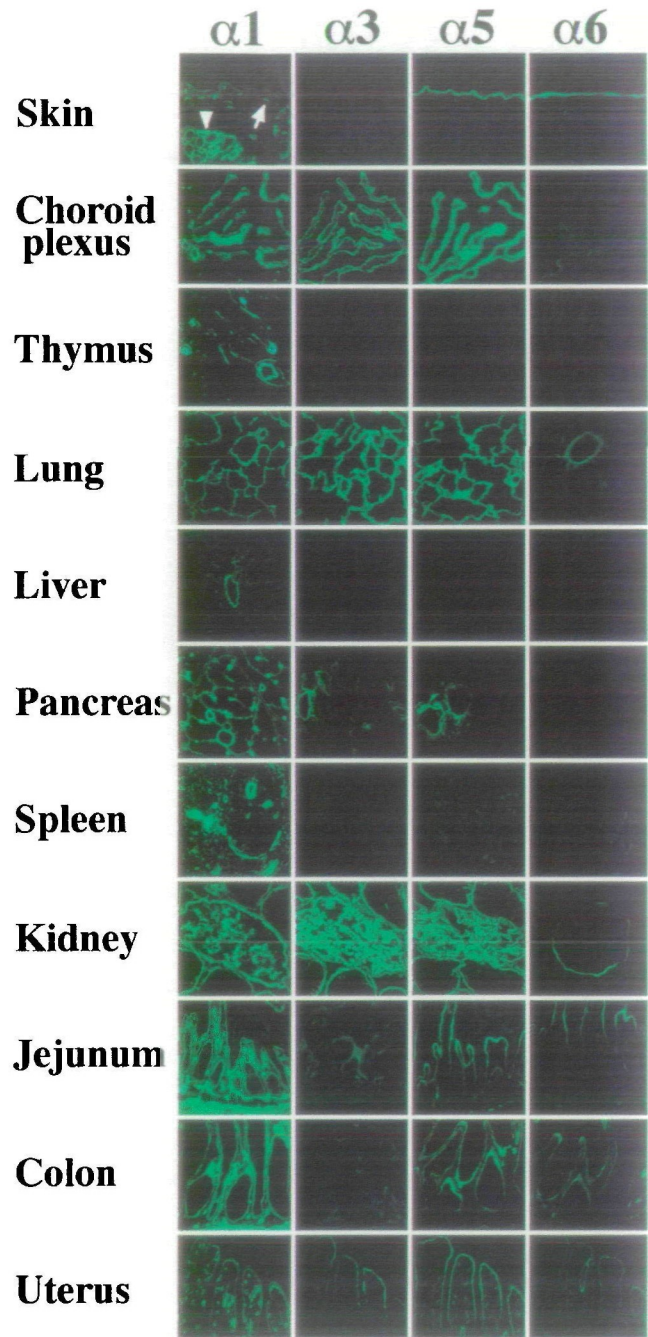 α1 α3 α5 α6
Skin
Choroid
plexus
Thymus
Lung
Liver
Pancreas
Spleen
Kidney
Jejunum
Colon
Uterus